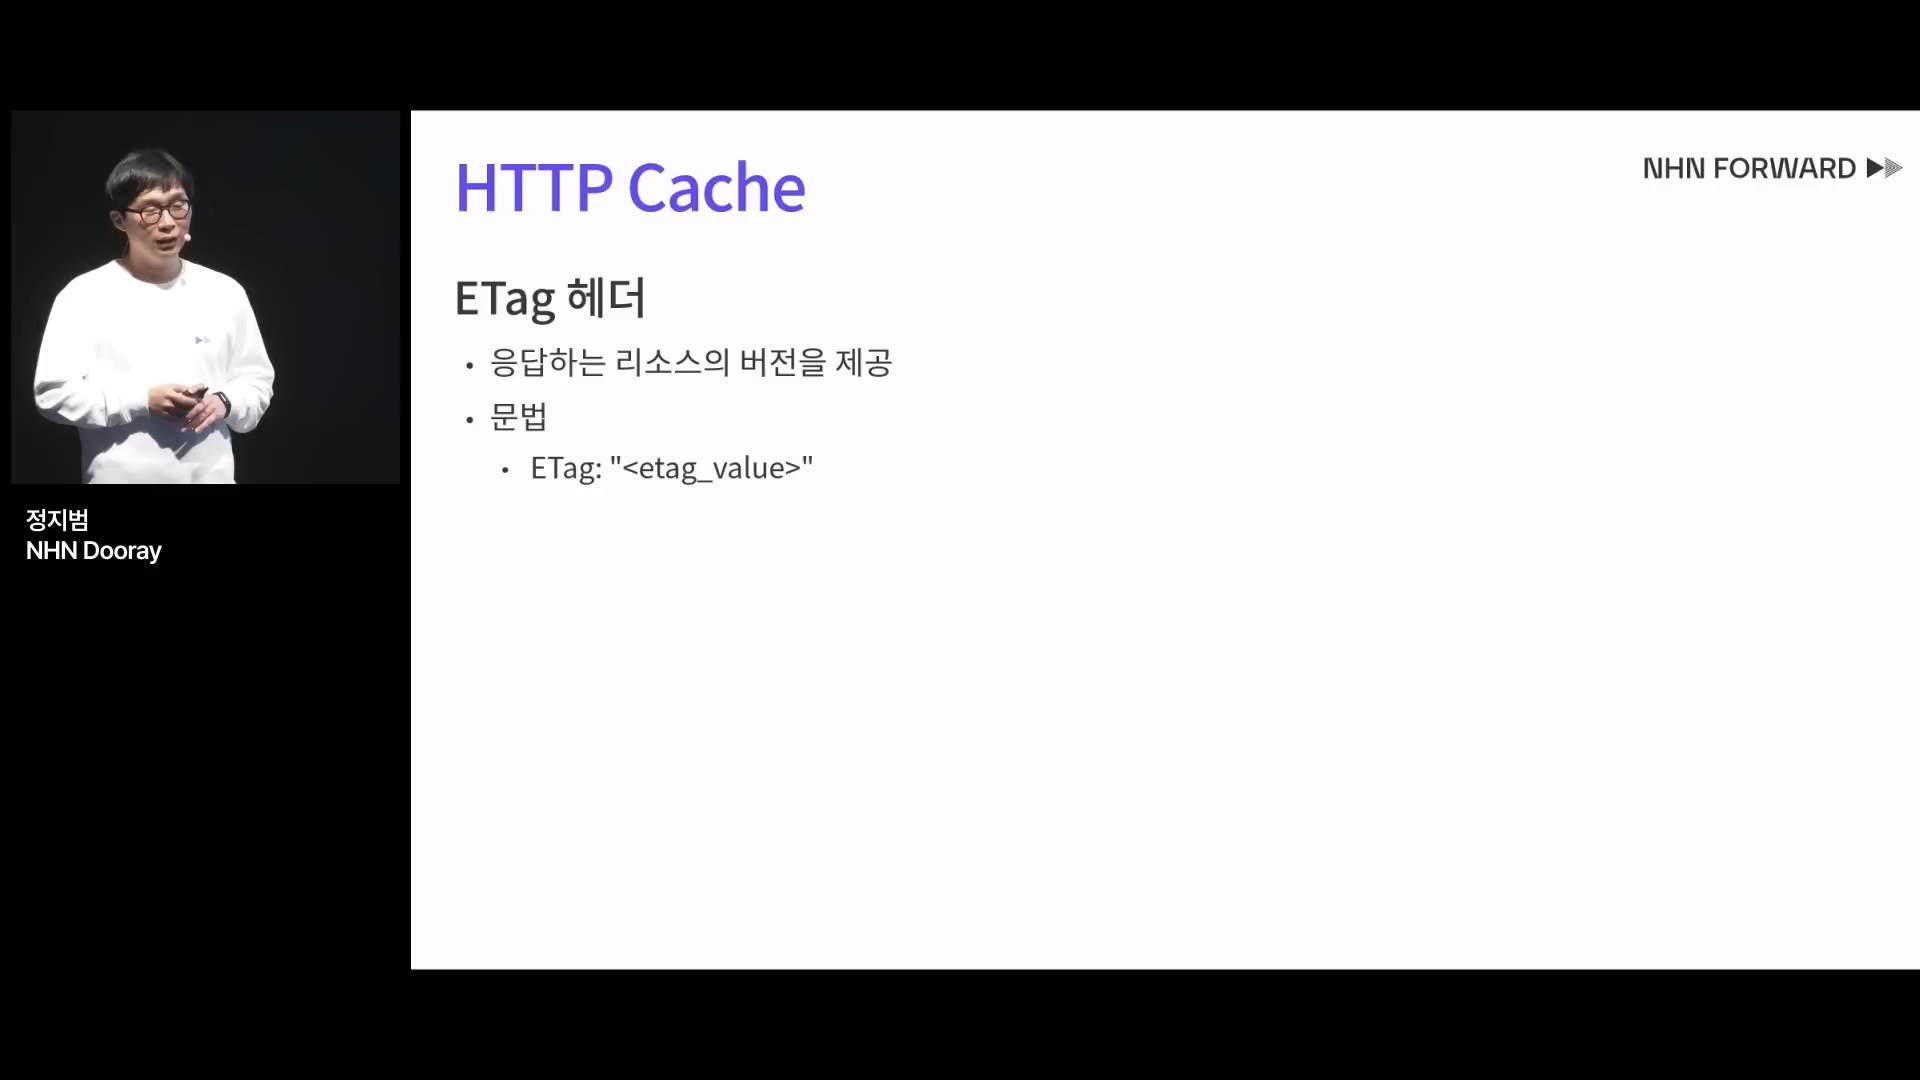 HTTP Cache
NHN FORWARD
ETag 헤더
• 응답하는 리소스의 버전을 제공
• 문법
• ETag: "<etag_value>"
정지범
NHN Dooray